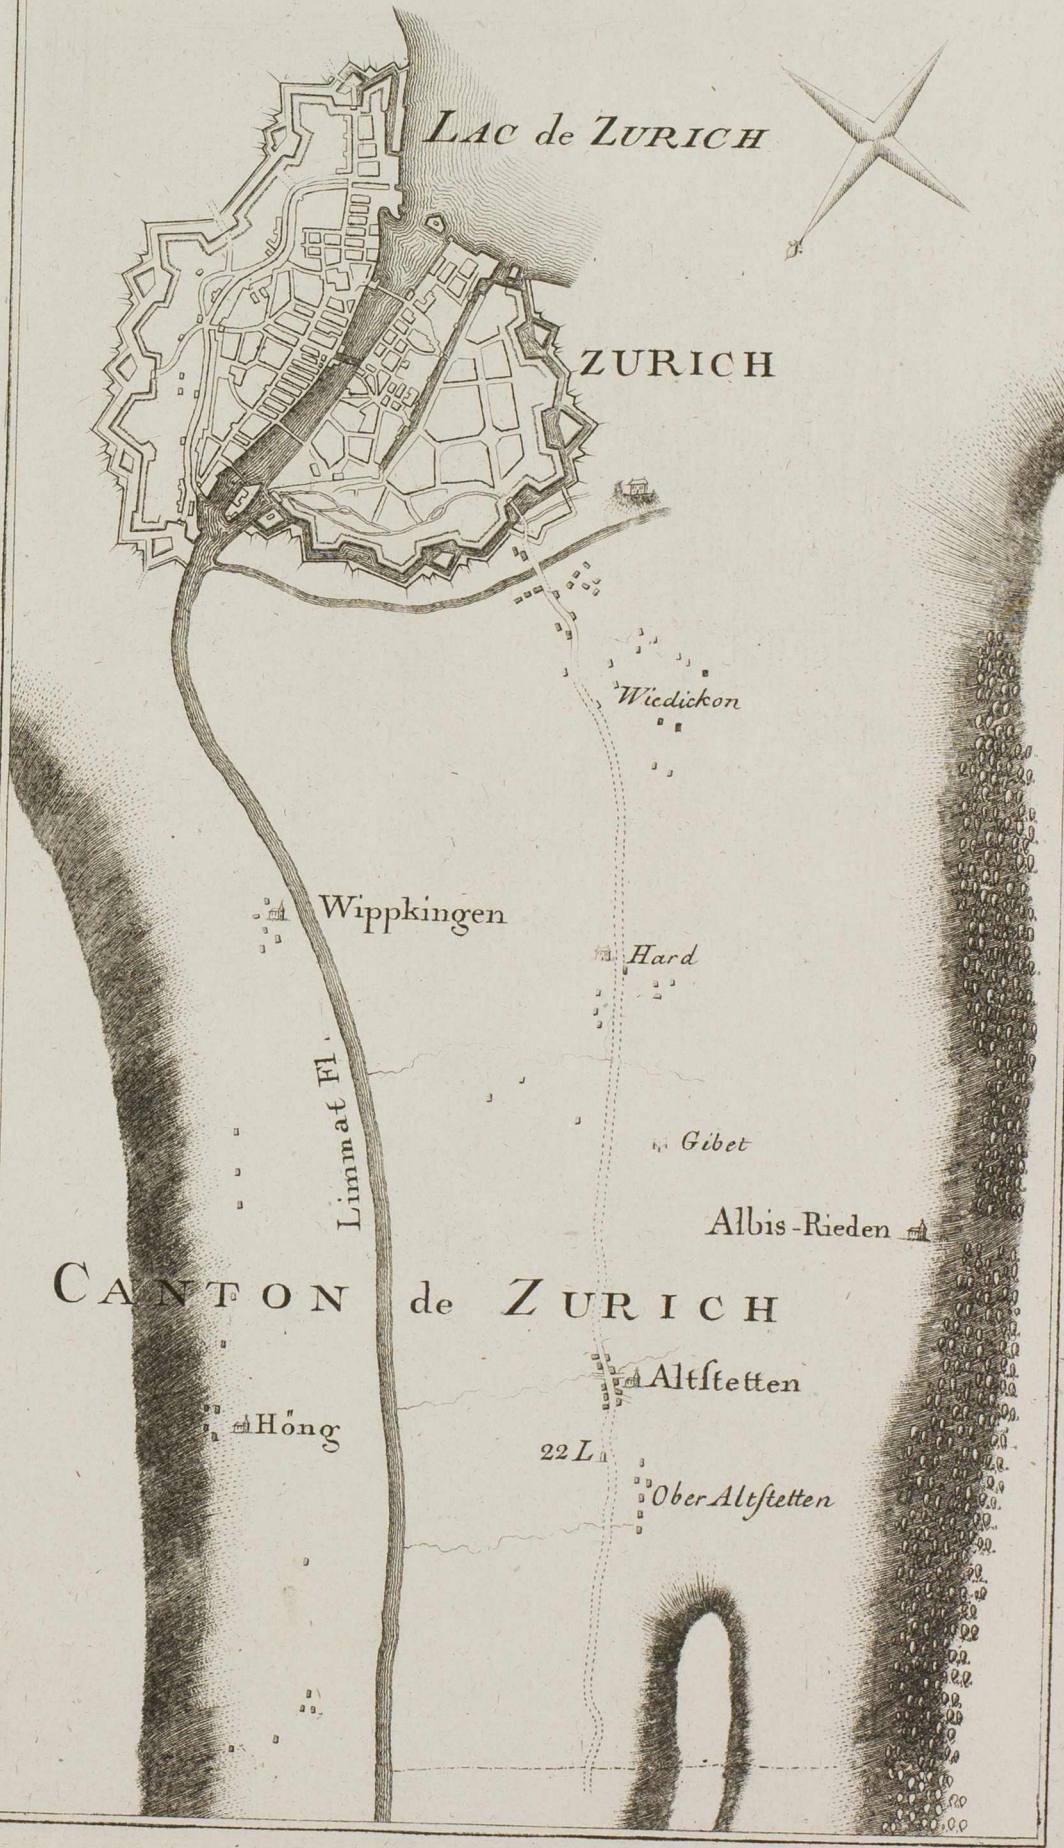 LAC de ZURICH
ZURICH
Wiedickon
Wippkingen
Hard
Limmat Fl.
Gibet
Albis-Rieden
CANTON de ZURICH
Altſtetten
Höng
22 L
Ober Altſtetten